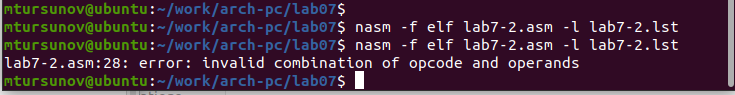 mtursunov@ubuntu:~/work/arch-pc/lab07$
mtursunov@ubuntu:~/work/arch-pc/lab07$ nasm -f elf lab7-2.asm -l lab7-2.lst
mtursunov@ubuntu:~/work/arch-pc/lab07$ nasm -f elf lab7-2.asm -l lab7-2.lst
lab7-2.asm:28: error: invalid combination of opcode and operands
mtursunov@ubuntu:~/work/arch-pc/lab07$